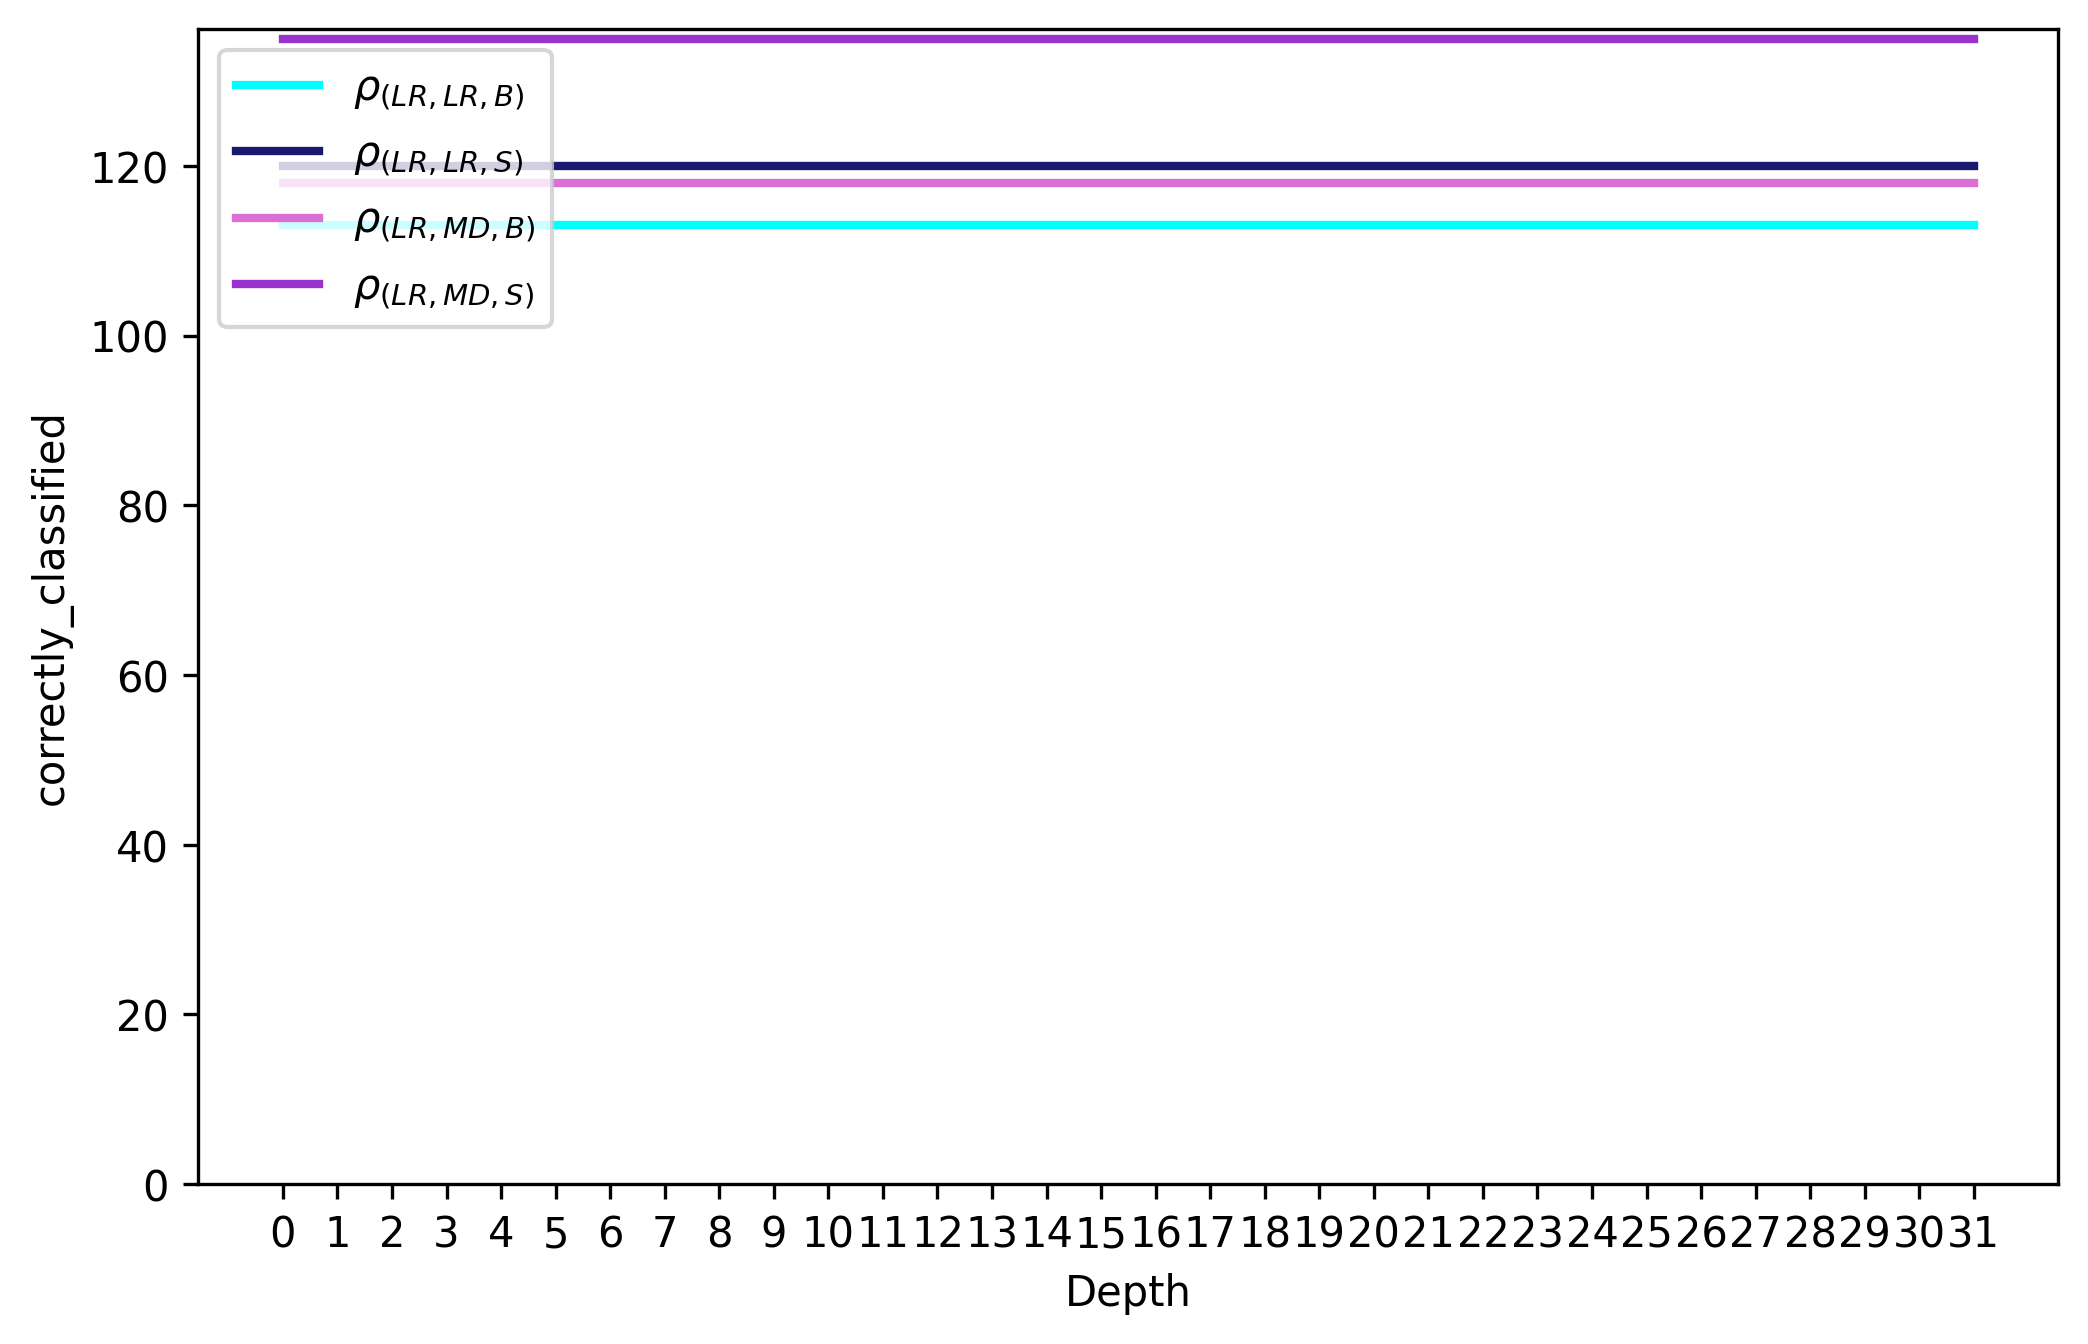 ρ(LR, LR, B)
ρ(LR, LR, S)
ρ(LR, MD, B)
ρ(LR, MD, S)
120
100
80
60
40
20
0
correctly_classified
0 1 2 3 4 5 6 7 8 9 10 11 12 13 14 15 16 17 18 19 20 21 22 23 24 25 26 27 28 29 30 31
Depth